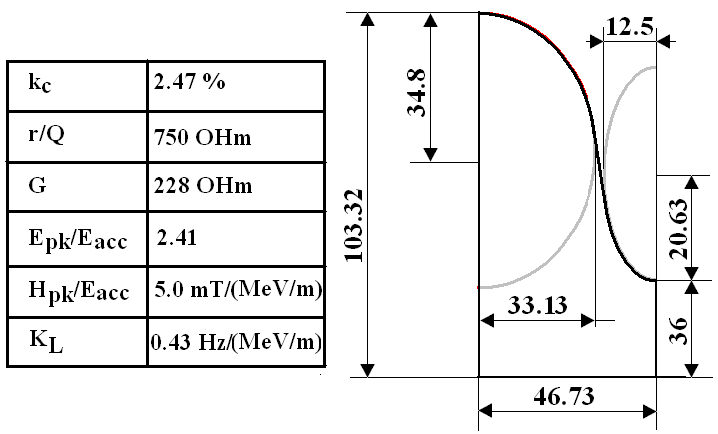 kc 2.47 %
r/Q 750 OHm
G 228 OHm
Epk/Eacc 2.41
Hpk/Eacc 5.0 mT/(MeV/m)
KL 0.43 Hz/(MeV/m)
12.5
34.8
103.32
20.63
33.13
36
46.73